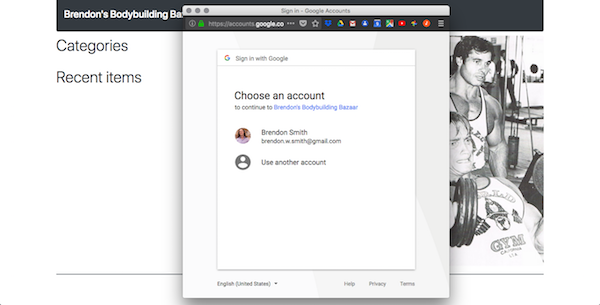 Brendon's Bodybuilding Baz
Sign in - Google Accounts
https://accounts.google.co
Categories
Recent items
Sign in with Google
Choose an account
to continue to Brendon's Bodybuilding Bazaar
Brendon Smith
brendon.w.smith@gmail.com
Use another account
GYM
English (United States)
Help
Privacy
Terms